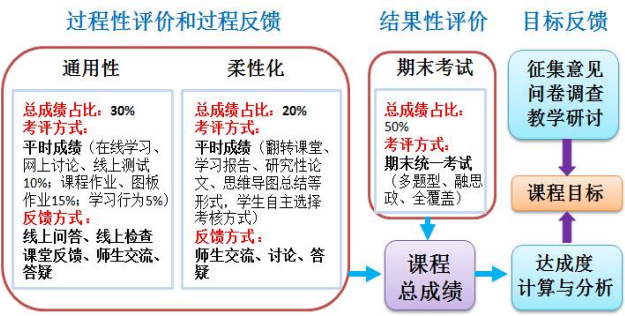 过程性评价和过程反馈
结果性评价
目标反馈
通用性
总成绩占比：30%
考评方式：
平时成绩（在线学习、
网上讨论、线上测试
10%；课程作业、图板
作业15%；学习行为5%）
反馈方式：
线上问答、线上检查
课堂反馈、师生交流、
答疑
柔性化
总成绩占比：20%
考评方式：
平时成绩（翻转课堂、
学习报告、研究性论
文、思维导图总结等
形式，学生自主选择
考核方式）
反馈方式：
师生交流、讨论、答
疑
期末考试
总成绩占比：
50%
考评方式：
期末统一考试
（多题型、融思
政、全覆盖）
课程
总成绩
征集意见
问卷调查
教学研讨
课程目标
达成度
计算与分析